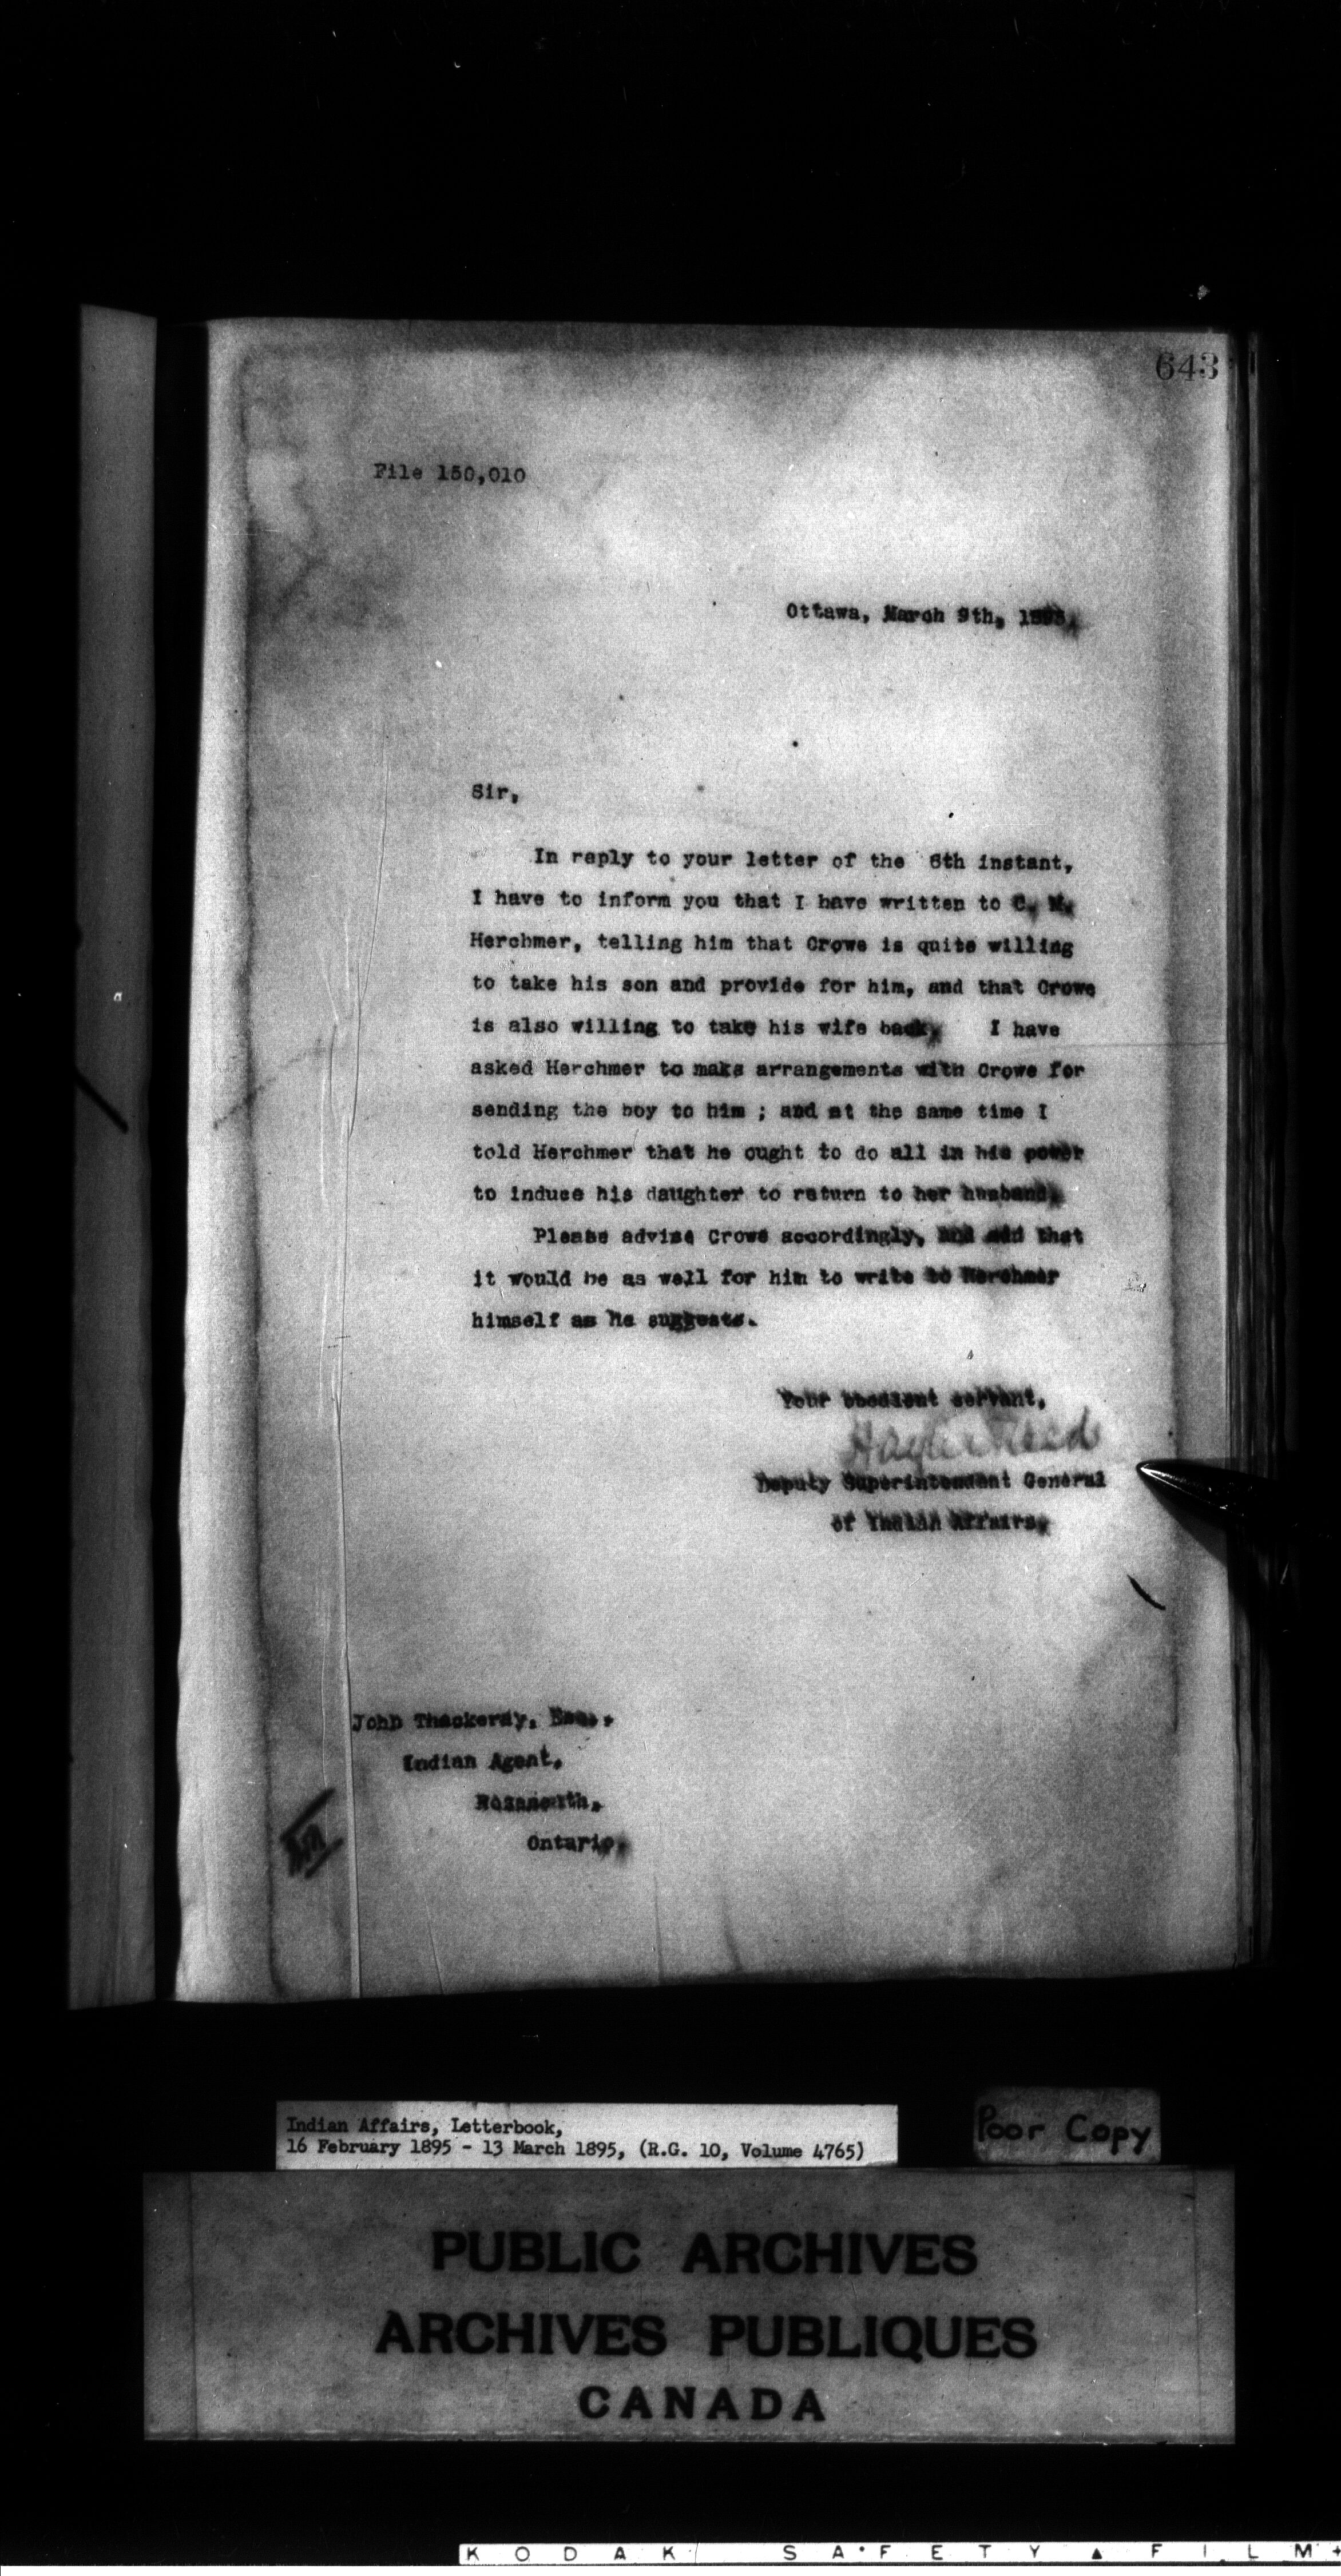 643
File 150,010
Ottawa, March 9th, 1895,
Sir,
In reply to your letter of the 6th instant,
I have to inform you that I have written to C. M.
Herchmer, telling him that Crowe is quite willing
to take his son and provide for him, and that Crowe
is also willing to take his wife back. I have
asked Herchmer to make arrangements with Crowe for
sending the boy to him ; and at the same time I
told Herchmer that he ought to do all in his power
to induce his daughter to return to her husband.
Please advise Crowe accordingly, and add that
it would be as well for him to write to Herchmer
himself as he suggests.
Your obedient servant,
Hayter Reed
Deputy Superintendent General
of Indian Affairs.
John Thackeray, Esq.,
Indian Agent,
Roseneath,
Ontario.
Indian Affairs, Letterbook,
16 February 1895 - 13 March 1895, (R.G. 10, Volume 4765)
Poor Copy
PUBLIC ARCHIVES
ARCHIVES PUBLIQUES
CANADA
KODAK SAFETY ▲ FILM